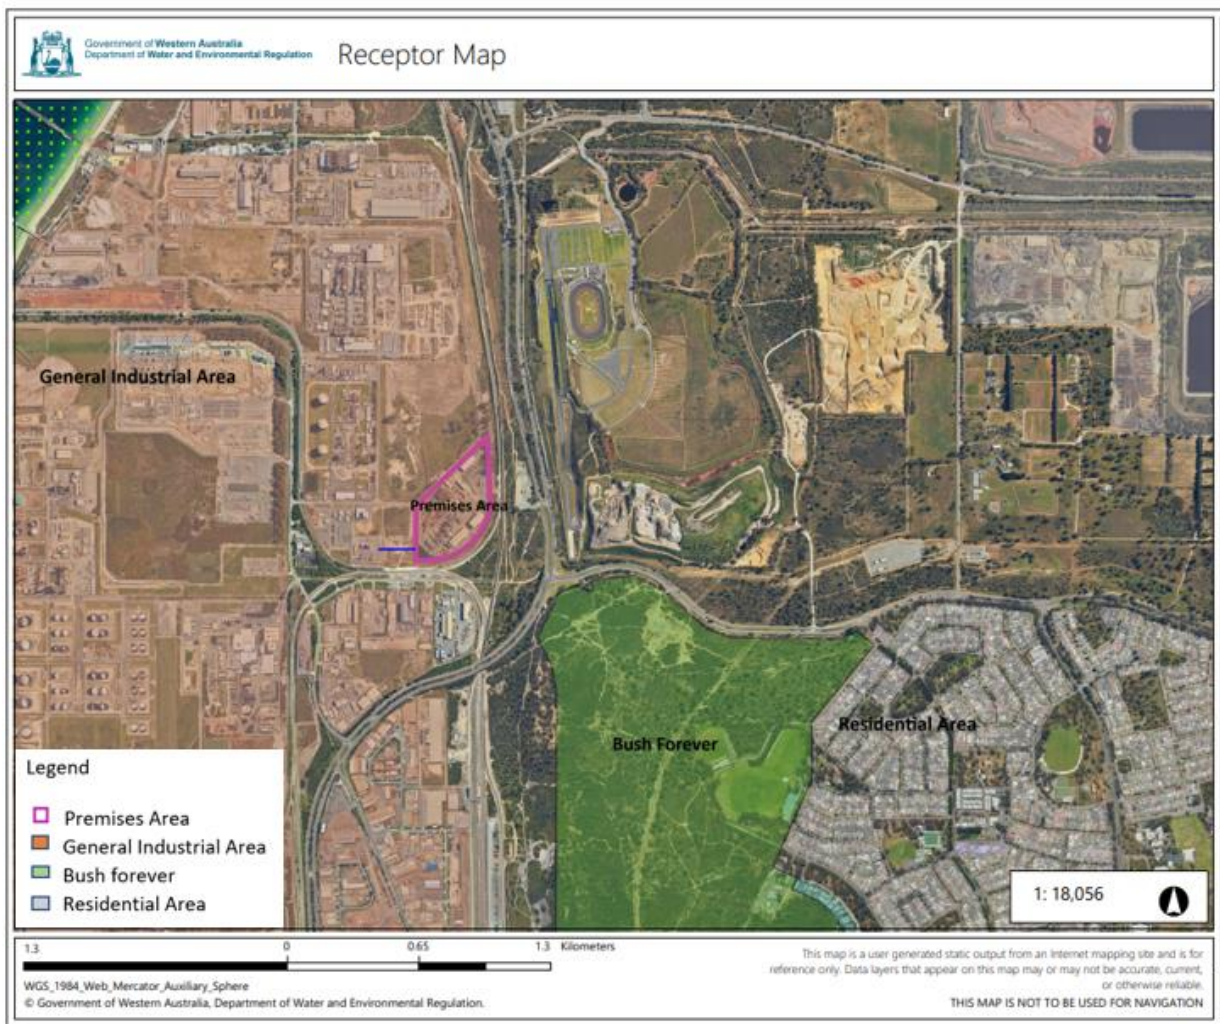 Government of Western Australia
Department of Water and Environmental Regulation
Receptor Map
General Industrial Area
Premises Area
Bush Forever
Residential Area
Legend
Premises Area
General Industrial Area
Bush forever
Residential Area
1: 18,056
1.3 0 0.65 1.3 Kilometers
WGS_1984_Web_Mercator_Auxiliary_Sphere
© Government of Western Australia, Department of Water and Environmental Regulation.
This map is a user generated static output from an Internet mapping site and is for
reference only. Data layers that appear on this map may or may not be accurate, current,
or otherwise reliable.
THIS MAP IS NOT TO BE USED FOR NAVIGATION